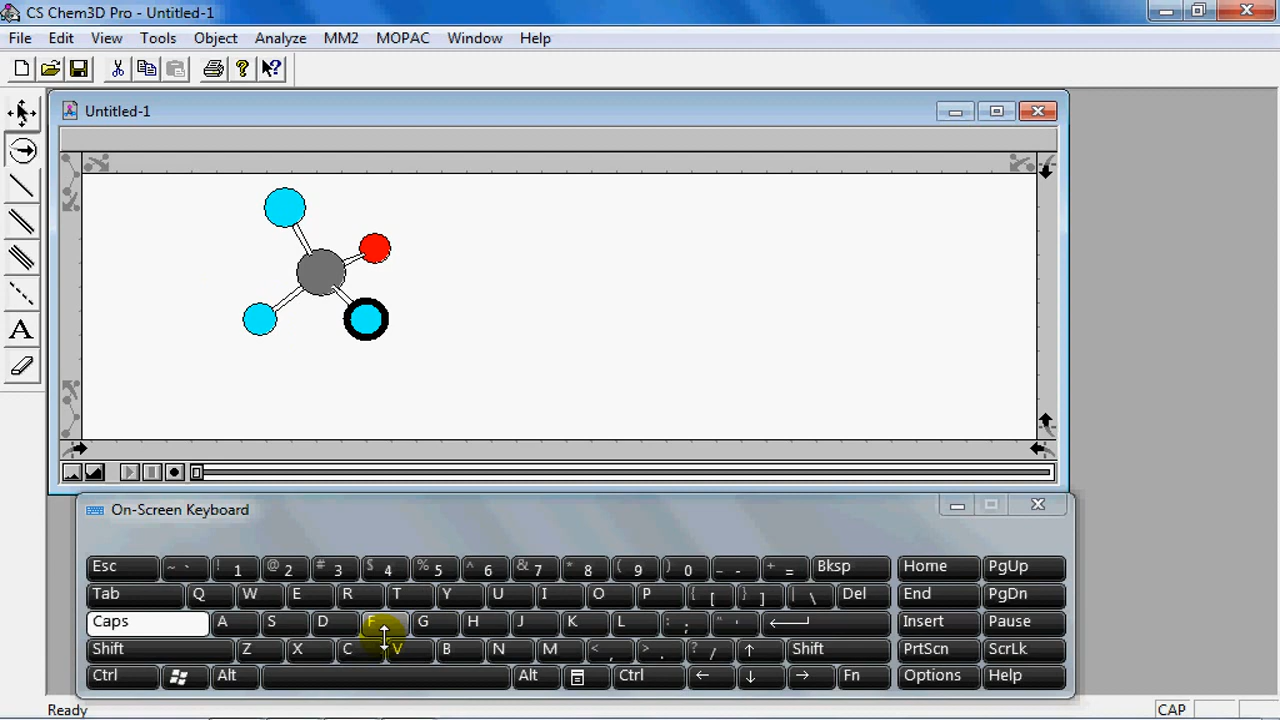 CS Chem3D Pro - Untitled-1
File Edit View Tools Object Analyze MM2 MOPAC Window Help
Untitled-1
A
On-Screen Keyboard
Esc ~ ` ! 1 @ 2 # 3 $ 4 % 5 ^ 6 & 7 * 8 ( 9 ) 0 _ - + = Bksp Home PgUp
Tab Q W E R T Y U I O P { [ } ] | \ Del End PgDn
Caps A S D F G H J K L : ; " ' Insert Pause
Shift Z X C V B N M < , > . ? / ↑ Shift PrtScn ScrLk
Ctrl Alt Alt Ctrl ← ↓ → Fn Options Help
Ready CAP